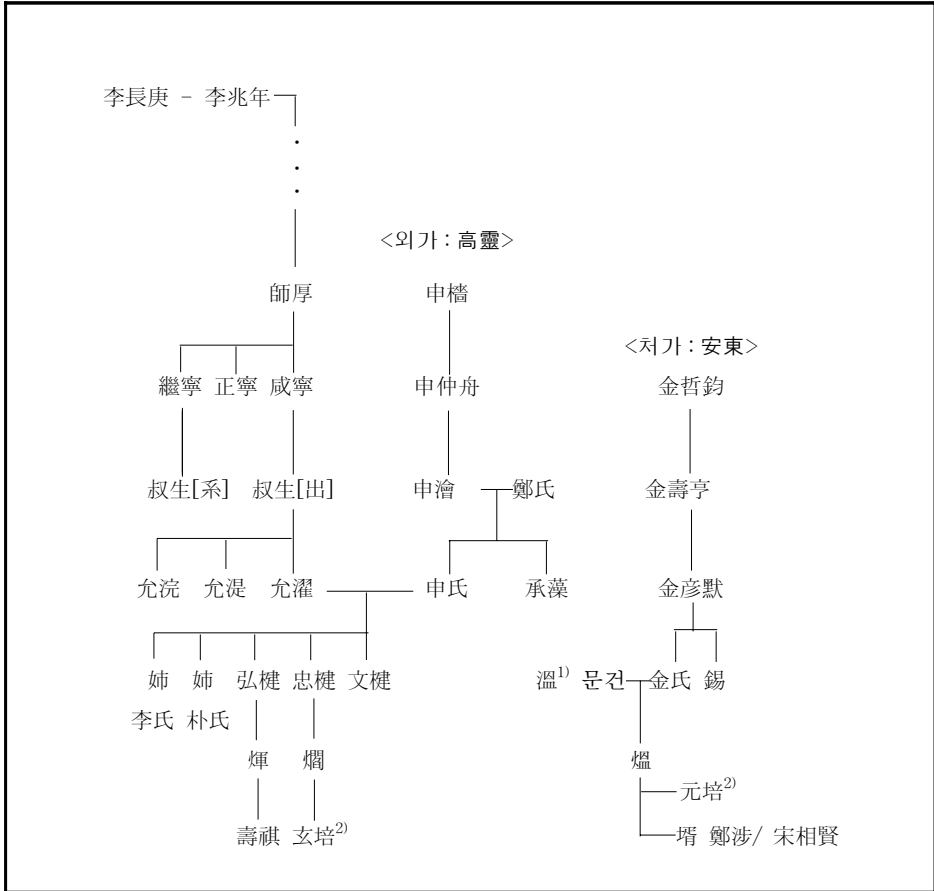 李長庚 － 李兆年
<외가 : 高靈>
師厚 申檣
<처가 : 安東>
繼寧 正寧 咸寧 申仲舟 金哲鈞
叔生[系] 叔生[出] 申澮 鄭氏 金壽亨
允浣 允湜 允濯 申氏 承藻 金彦默
姉 姉 弘楗 忠楗 文楗 溫1) 문건 金氏 錫
李氏 朴氏
煇 燗 熅
元培2)
壽祺 玄培2) 壻 鄭涉/ 宋相賢